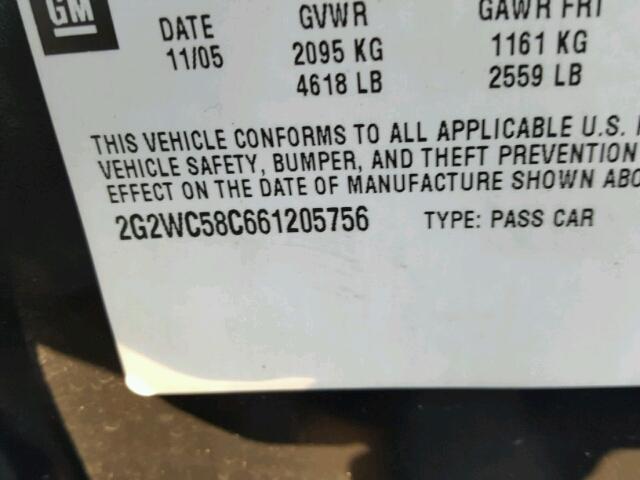 GM
DATE GVWR GAWR FRT
11/05 2095 KG 1161 KG
4618 LB 2559 LB
THIS VEHICLE CONFORMS TO ALL APPLICABLE U.S.
VEHICLE SAFETY, BUMPER, AND THEFT PREVENTION
EFFECT ON THE DATE OF MANUFACTURE SHOWN ABO
2G2WC58C661205756 TYPE: PASS CAR